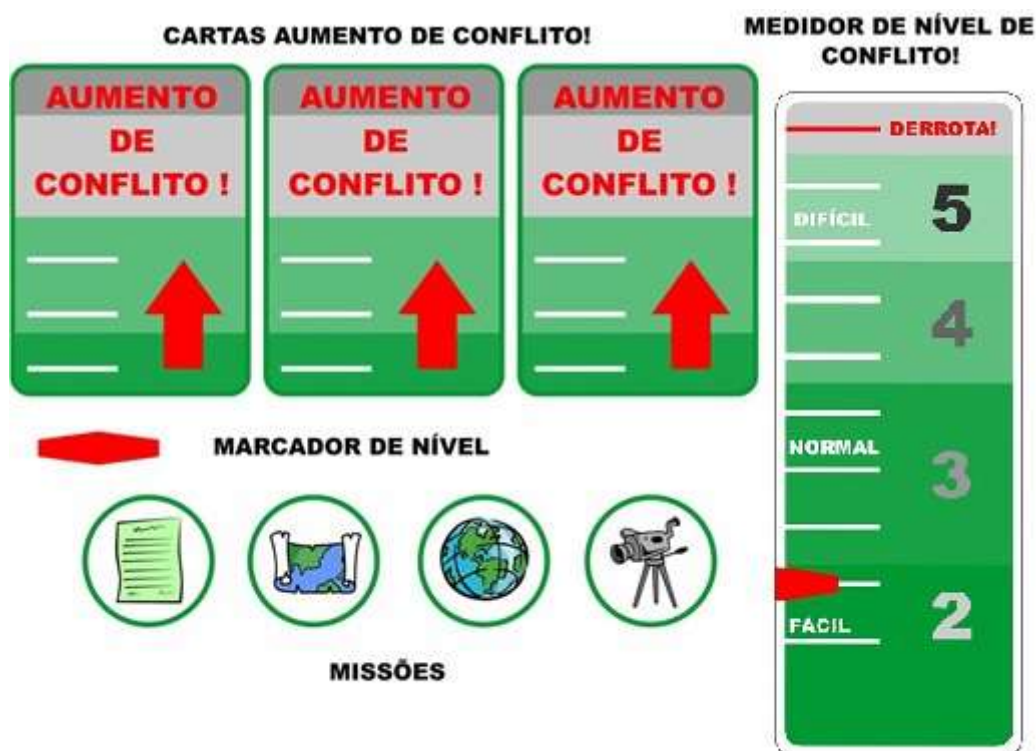 CARTAS AUMENTO DE CONFLITO!
MEDIDOR DE NÍVEL DE
CONFLITO!
AUMENTO
DE
CONFLITO !
AUMENTO
DE
CONFLITO !
AUMENTO
DE
CONFLITO !
DERROTA!
5
DIFÍCIL
4
NORMAL
3
2
FACIL
MARCADOR DE NÍVEL
MISSÕES